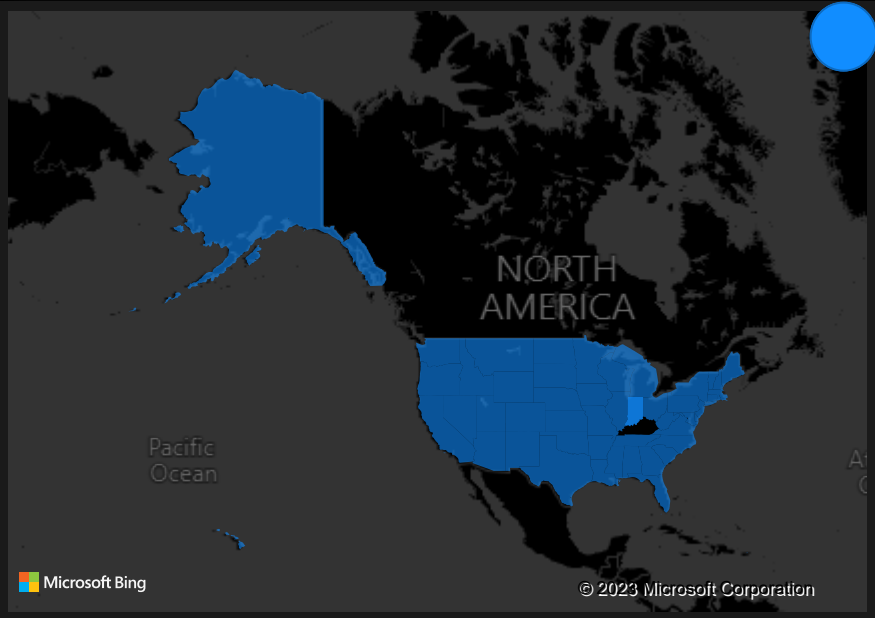 NORTH
AMERICA
Pacific
Ocean
Microsoft Bing
© 2023 Microsoft Corporation